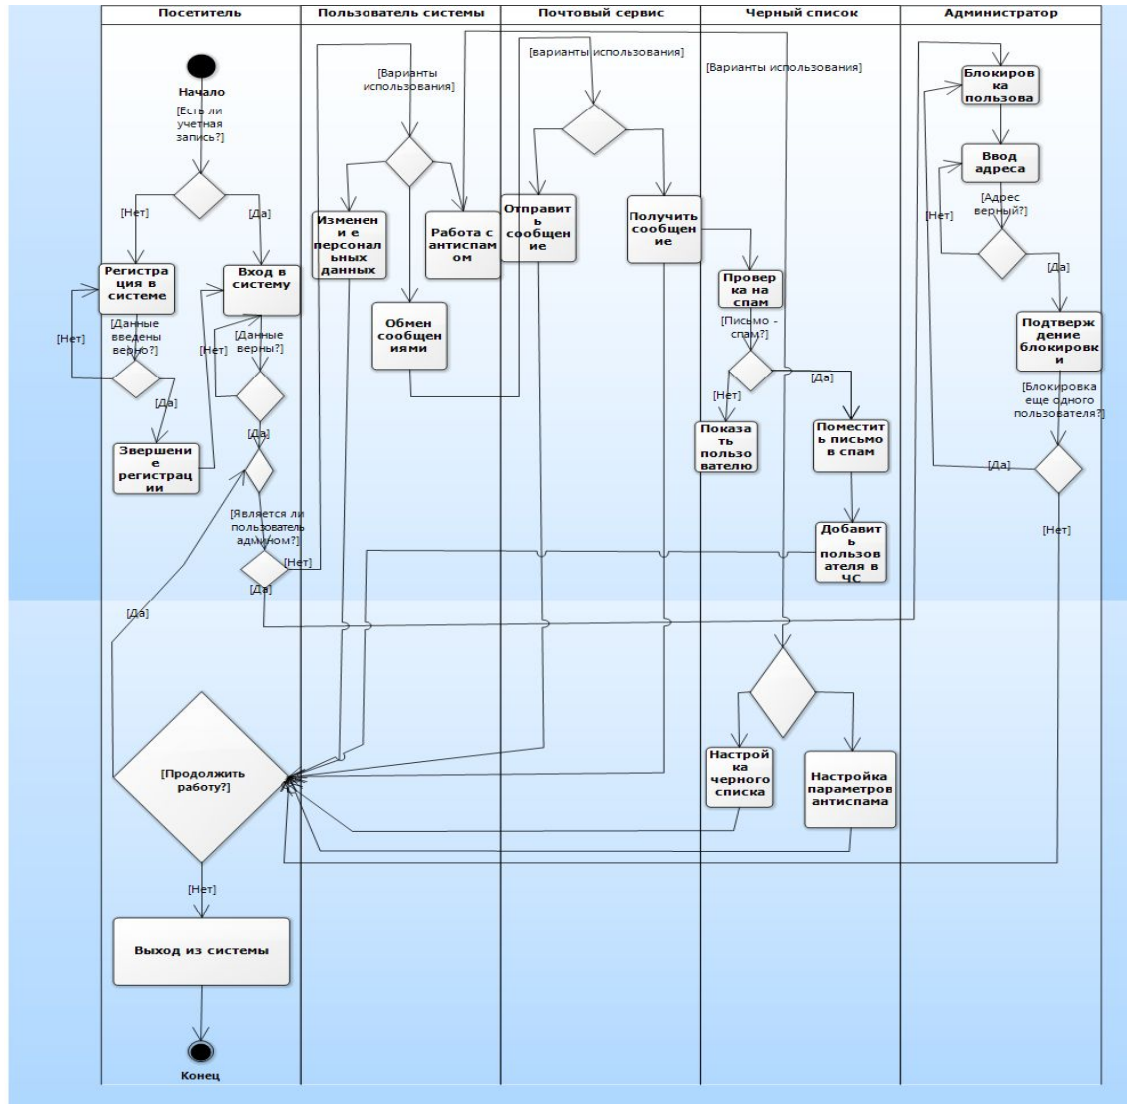 Посетитель
Пользователь системы
Почтовый сервис
Черный список
Администратор
Начало
[Есть ли
учетная
запись?]
[Нет]
[Да]
Регистра
ция в
системе
Вход в
систему
[Данные
введены
верно?]
[Нет]
[Да]
[Данные
верны?]
[Нет]
[Да]
Звершени
е
регистрац
ии
[Является ли
пользователь
админом?]
[Нет]
[Да]
[Да]
[Продолжить
работу?]
[Нет]
Выход из системы
Конец
[Варианты
использования]
Изменен
и е
персонал
ьных
данных
Работа с
антиспам
ом
Обмен
сообщен
иями
[варианты использования]
Отправит
ь
сообщен
ие
Получить
сообщен
ие
[Варианты использования]
Провер
ка на
спам
[Письмо -
спам?]
[Нет]
[Да]
Показа
ть
пользо
вателю
Поместит
ь письмо
в спам
Добавит
ь
пользов
ателя в
ЧС
Настрой
ка
черного
списка
Настройка
параметров
антиспама
Блокиров
ка
пользова
Ввод
адреса
[Адрес
верный?]
[Нет]
[Да]
Подтверж
дение
блокировк
и
[Блокировка
еще одного
пользователя?]
[Да]
[Нет]